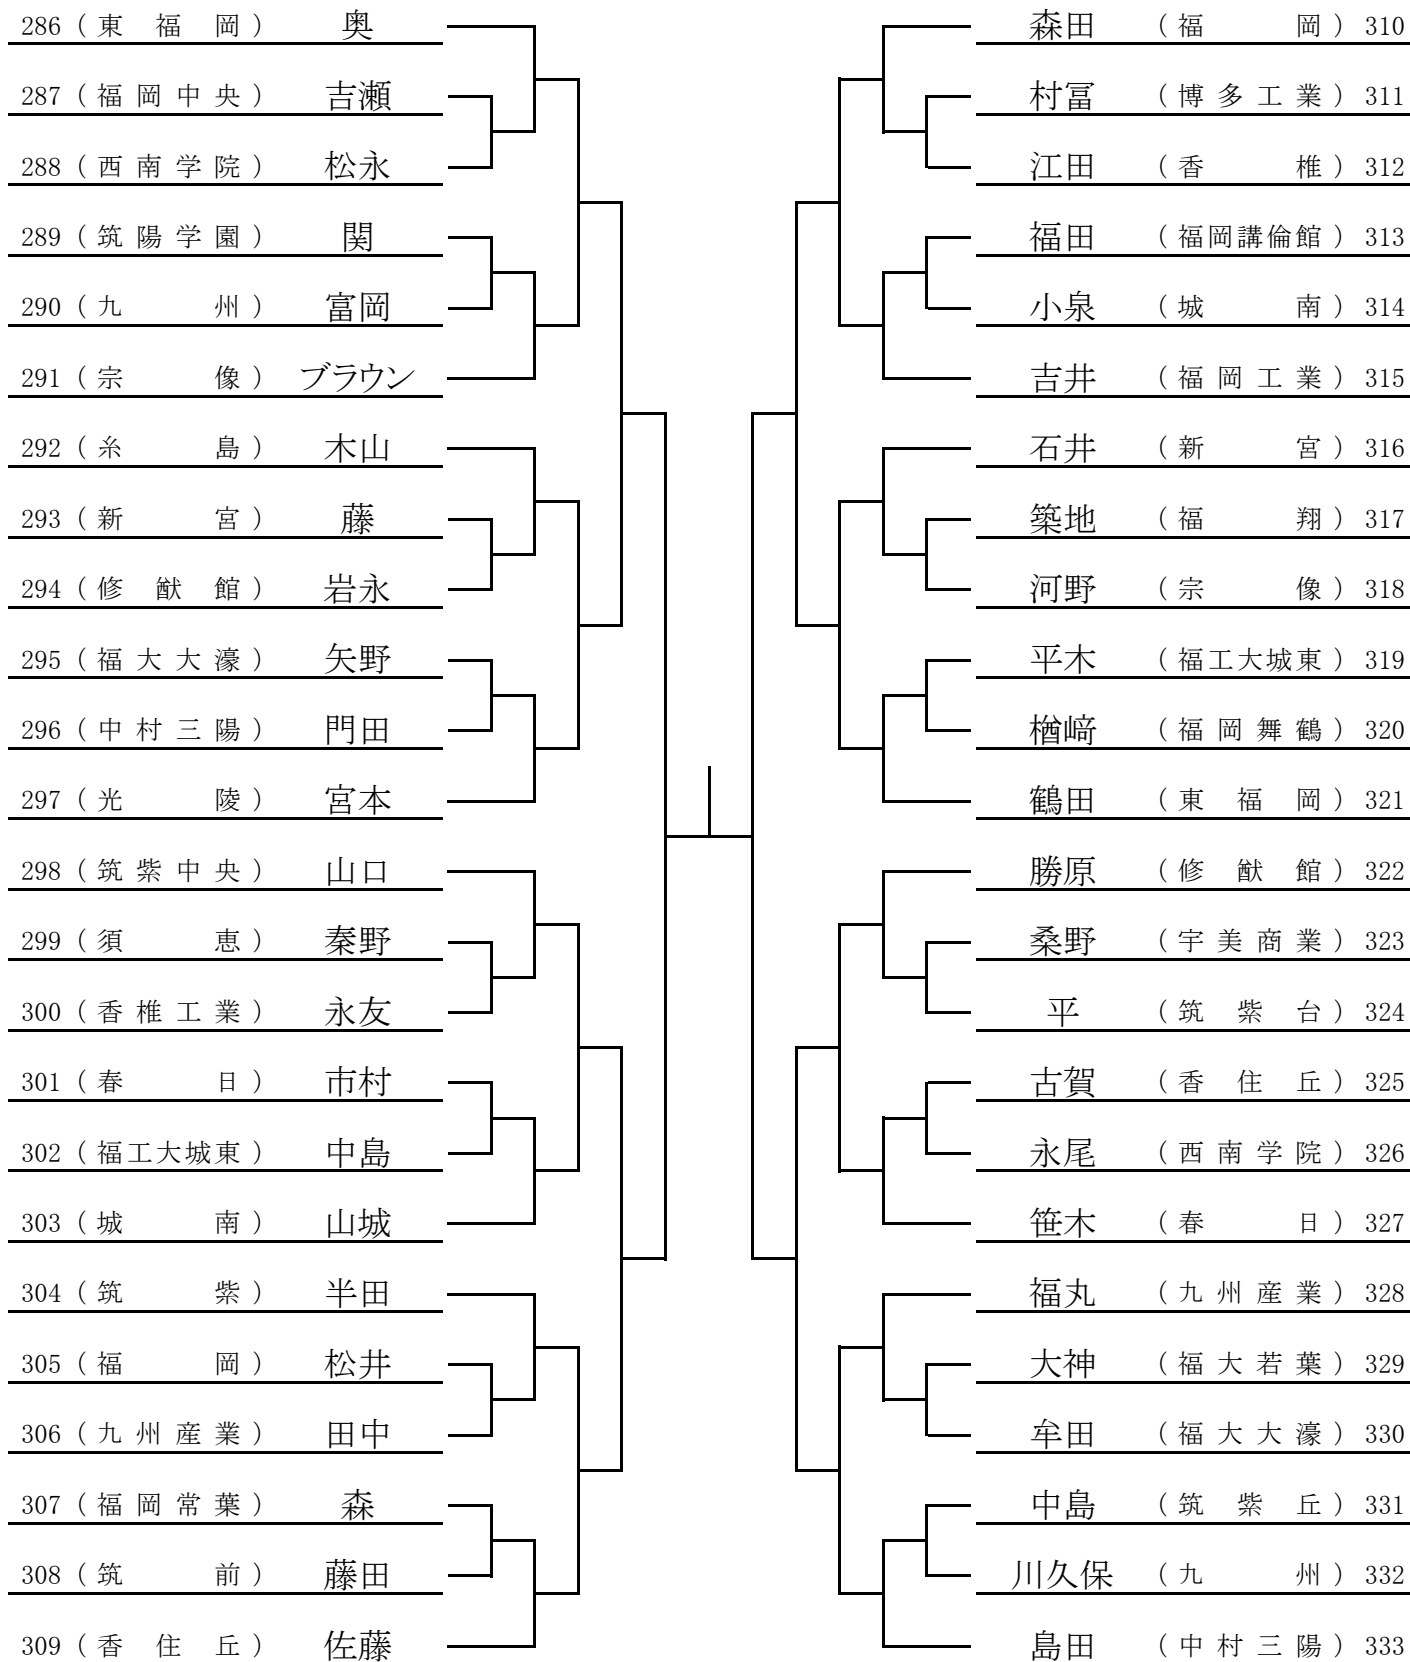 286 （ 東 福 岡 ） 奥 森田 （ 福 岡 ） 310
287 （ 福 岡 中 央 ） 吉瀬 村冨 （ 博 多 工 業 ） 311
288 （ 西 南 学 院 ） 松永 江田 （ 香 椎 ） 312
289 （ 筑 陽 学 園 ） 関 福田 （ 福岡講倫館 ） 313
290 （ 九 州 ） 富岡 小泉 （ 城 南 ） 314
291 （ 宗 像 ） ブラウン 吉井 （ 福 岡 工 業 ） 315
292 （ 糸 島 ） 木山 石井 （ 新 宮 ） 316
293 （ 新 宮 ） 藤 築地 （ 福 翔 ） 317
294 （ 修 猷 館 ） 岩永 河野 （ 宗 像 ） 318
295 （ 福 大 大 濠 ） 矢野 平木 （ 福工大城東 ） 319
296 （ 中 村 三 陽 ） 門田 楢﨑 （ 福 岡 舞 鶴 ） 320
297 （ 光 陵 ） 宮本 鶴田 （ 東 福 岡 ） 321
298 （ 筑 紫 中 央 ） 山口 勝原 （ 修 猷 館 ） 322
299 （ 須 恵 ） 秦野 桑野 （ 宇 美 商 業 ） 323
300 （ 香 椎 工 業 ） 永友 平 （ 筑 紫 台 ） 324
301 （ 春 日 ） 市村 古賀 （ 香 住 丘 ） 325
302 （ 福工大城東 ） 中島 永尾 （ 西 南 学 院 ） 326
303 （ 城 南 ） 山城 笹木 （ 春 日 ） 327
304 （ 筑 紫 ） 半田 福丸 （ 九 州 産 業 ） 328
305 （ 福 岡 ） 松井 大神 （ 福 大 若 葉 ） 329
306 （ 九 州 産 業 ） 田中 牟田 （ 福 大 大 濠 ） 330
307 （ 福 岡 常 葉 ） 森 中島 （ 筑 紫 丘 ） 331
308 （ 筑 前 ） 藤田 川久保 （ 九 州 ） 332
309 （ 香 住 丘 ） 佐藤 島田 （ 中 村 三 陽 ） 333